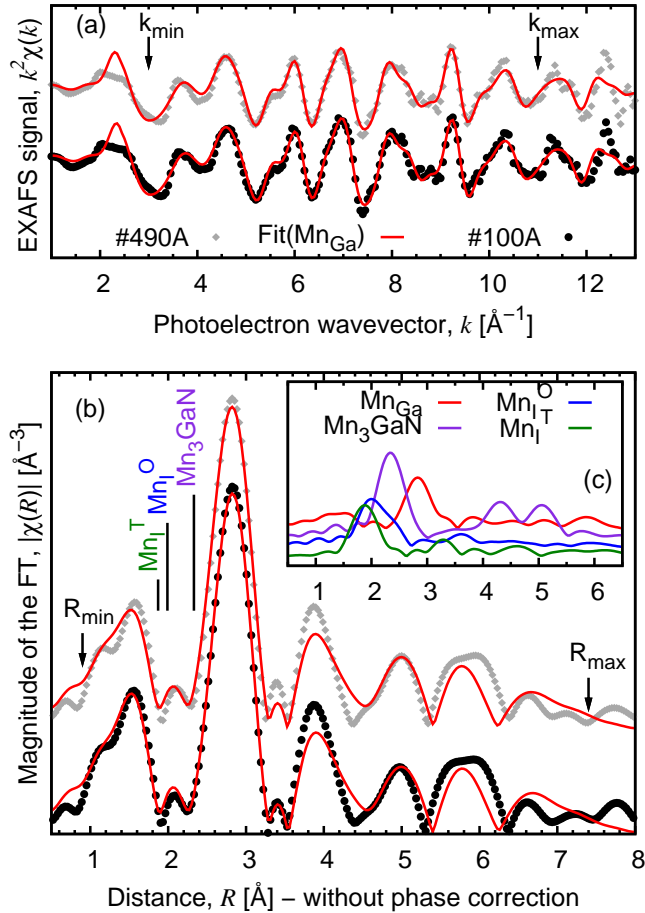 (a)
k_min
k_max
EXAFS signal, k²χ(k)
#490A
Fit(Mn_Ga)
#100A
2 4 6 8 10 12
Photoelectron wavevector, k [Å⁻¹]
(b)
Mn_I^T
Mn_I^O
Mn₃GaN
Mn_Ga
Mn_I^O
Mn₃GaN
Mn_I^T
(c)
1 2 3 4 5 6
R_min
R_max
Magnitude of the FT, |χ(R)| [Å⁻³]
1 2 3 4 5 6 7 8
Distance, R [Å] – without phase correction